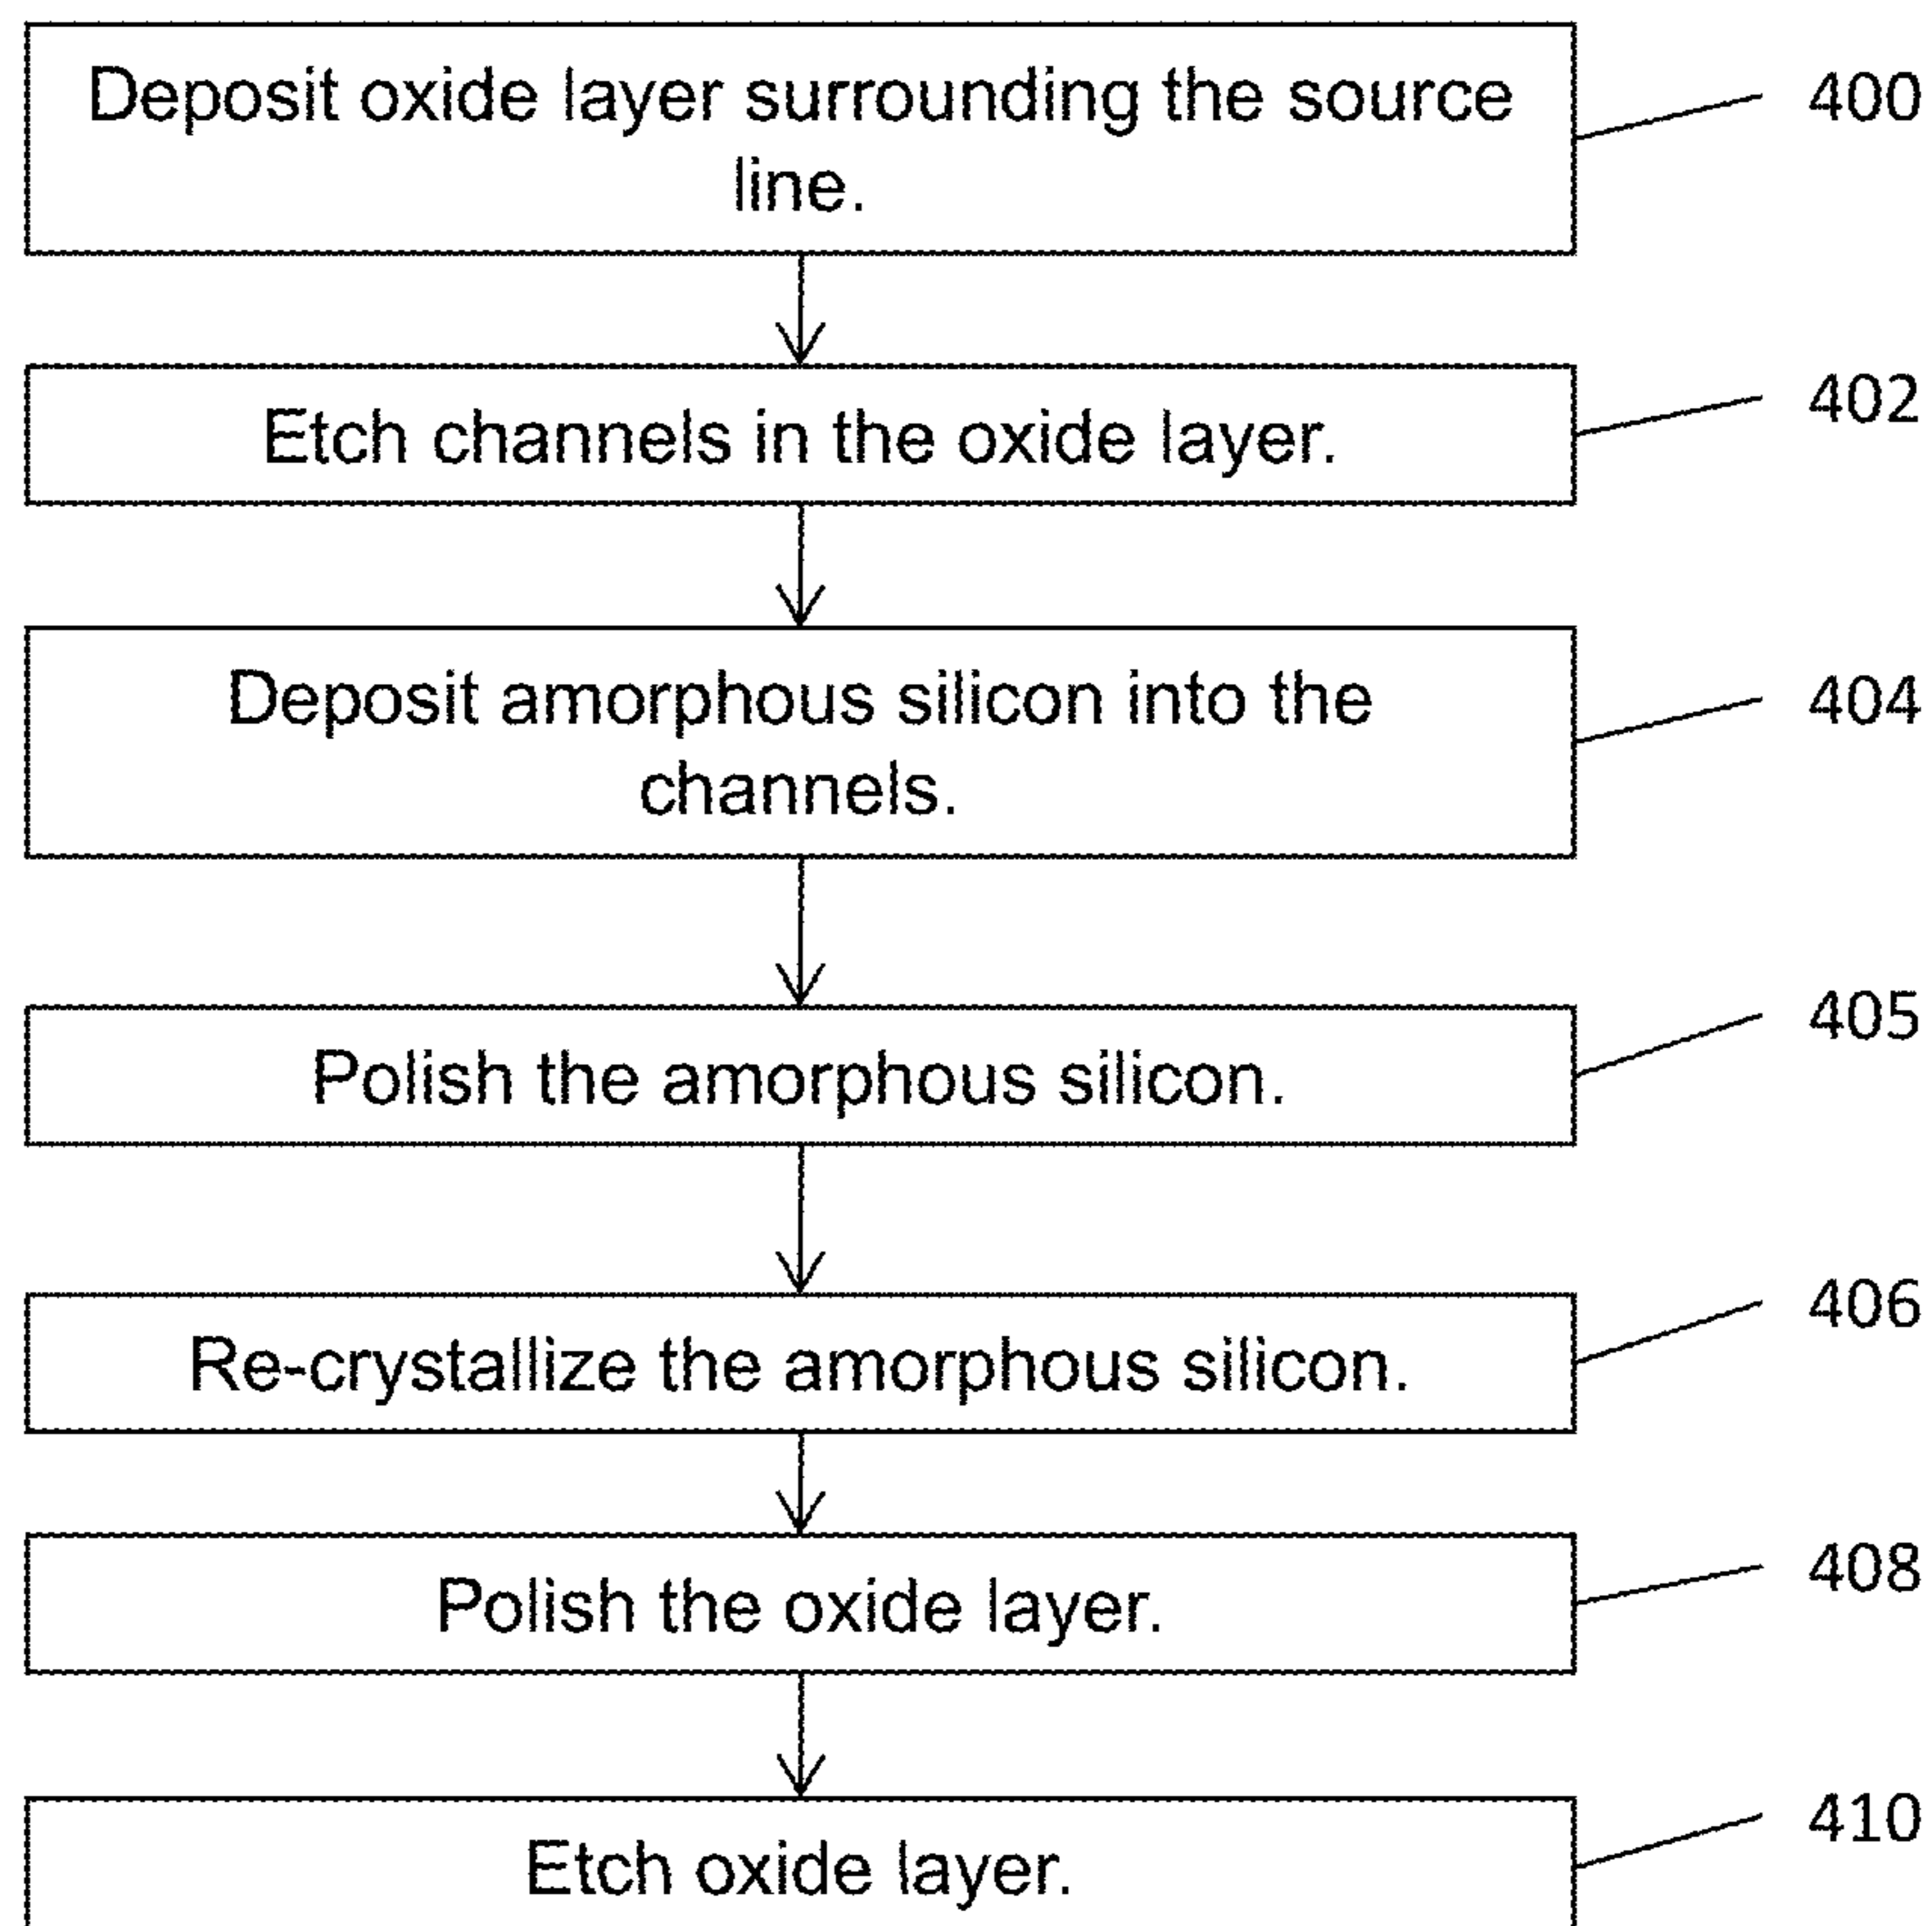 Deposit oxide layer surrounding the source
line.
400
Etch channels in the oxide layer.
402
Deposit amorphous silicon into the
channels.
404
Polish the amorphous silicon.
405
Re-crystallize the amorphous silicon.
406
Polish the oxide layer.
408
Etch oxide layer.
410